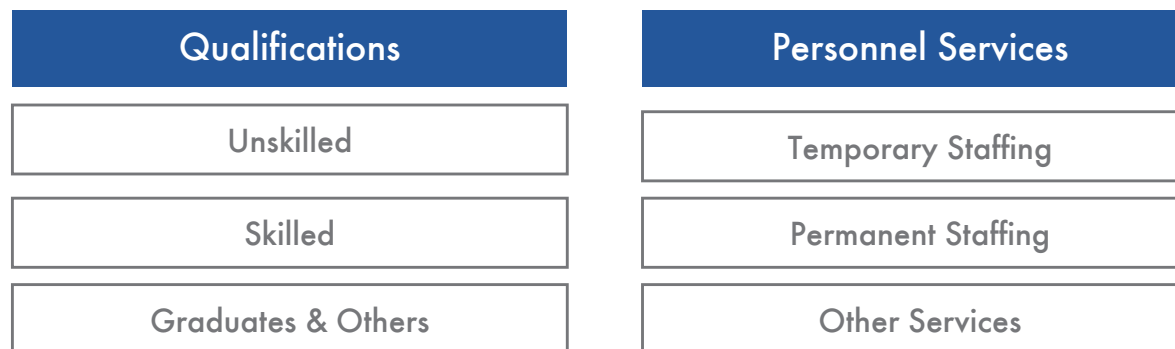 Qualifications
Unskilled
Skilled
Graduates & Others
Personnel Services
Temporary Staffing
Permanent Staffing
Other Services